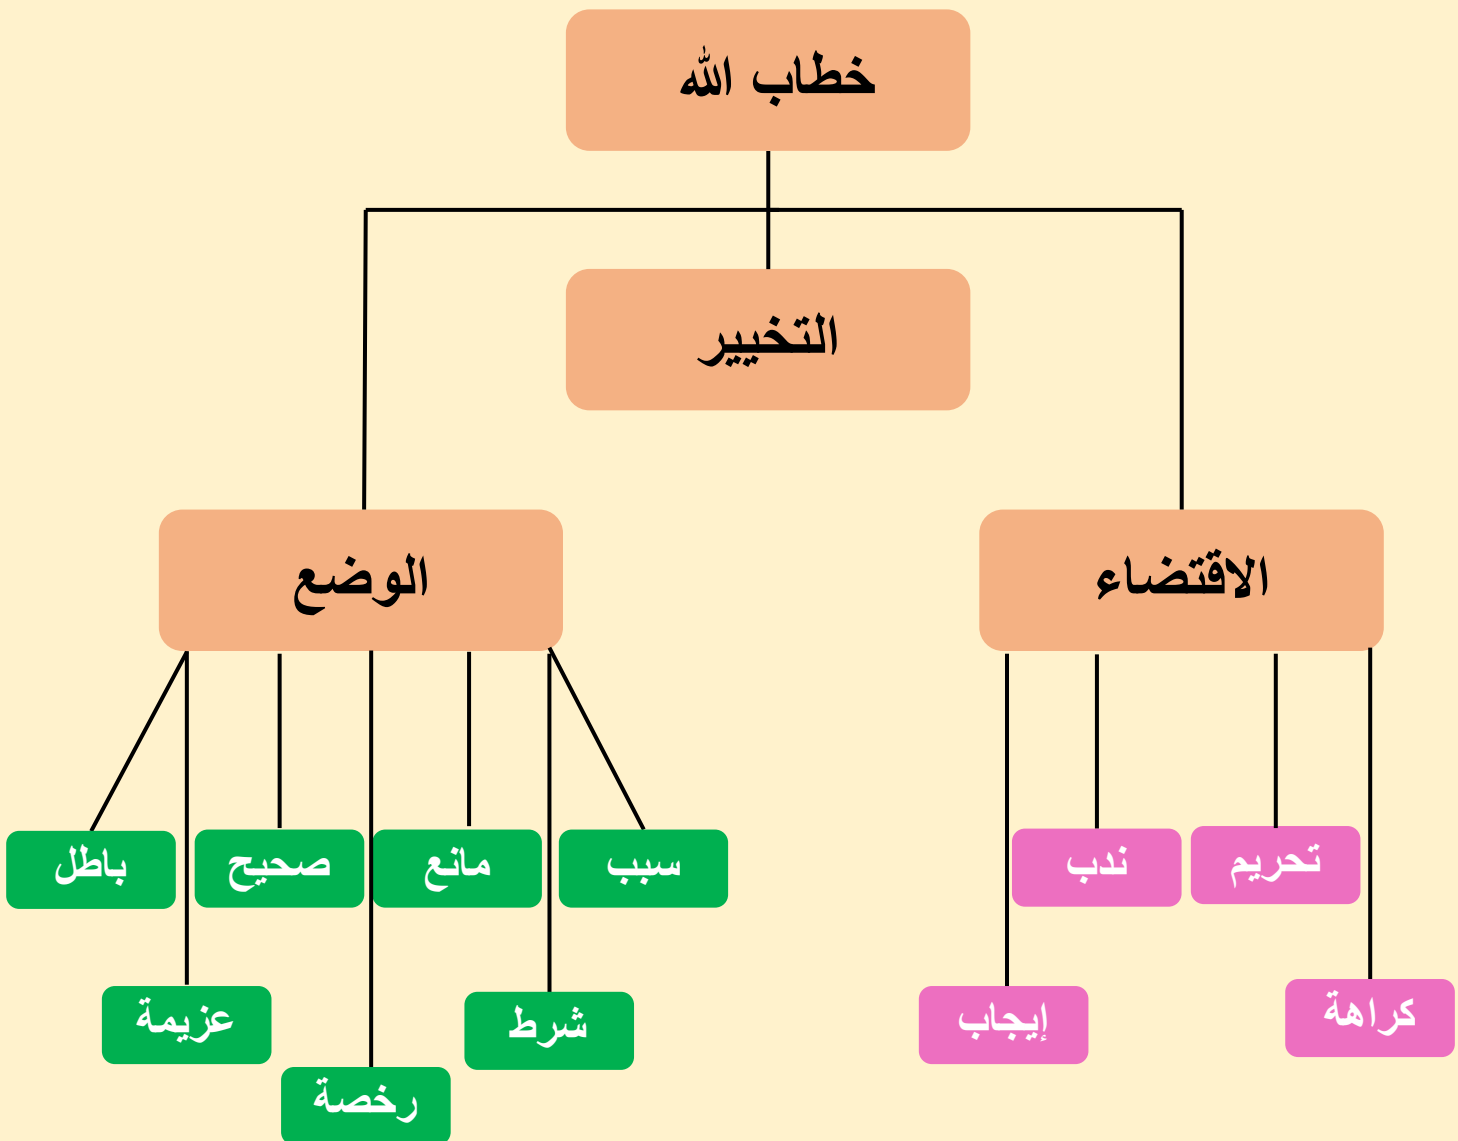 خطاب الله
التخيير
الاقتضاء
الوضع
تحريم
ندب
سبب
مانع
صحيح
باطل
كراهة
إيجاب
شرط
عزيمة
رخصة